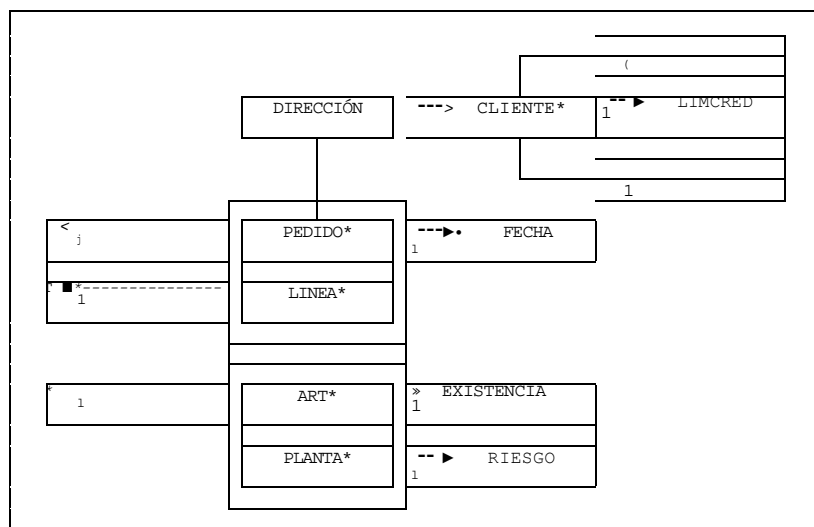 (
DIRECCIÓN
---> CLIENTE*
-- ► LIMCRED
1
1
<
j
PEDIDO*
---►• FECHA
1
■*---------------
1
LINEA*
*
1
ART*
» EXISTENCIA
1
PLANTA*
-- ► RIESGO
1